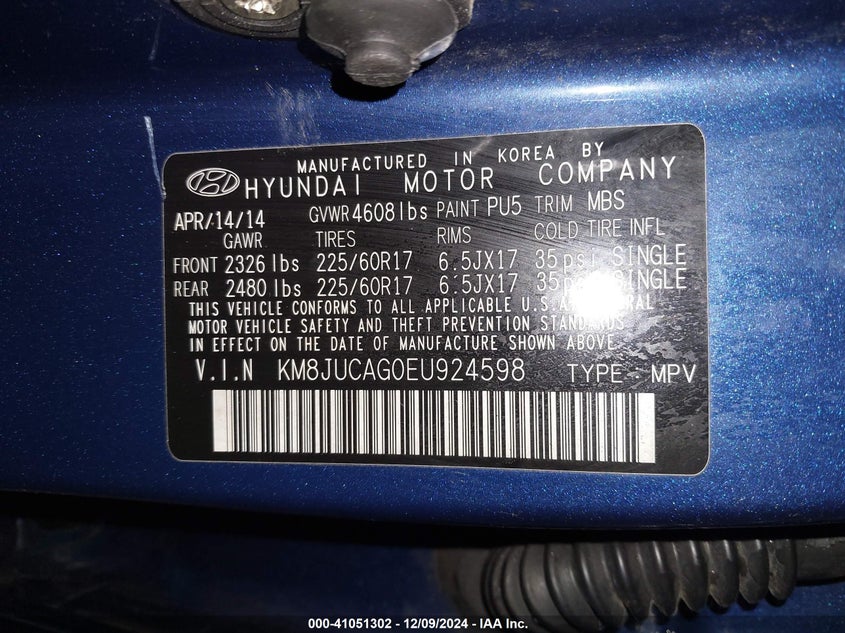 MANUFACTURED IN KOREA BY
HYUNDAI MOTOR COMPANY
APR/14/14 GVWR 4608lbs PAINT PU5 TRIM MBS
GAWR TIRES RIMS COLD TIRE INFL
FRONT 2326lbs 225/60R17 6.5JX17 35psi SINGLE
REAR 2480lbs 225/60R17 6.5JX17 35psi SINGLE
THIS VEHICLE CONFORMS TO ALL APPLICABLE U.S. FEDERAL
MOTOR VEHICLE SAFETY AND THEFT PREVENTION STANDARDS
IN EFFECT ON THE DATE OF MANUFACTURE SHOWN ABOVE.
V.I.N KM8JUCAG0EU924598 TYPE - MPV
000-41051302 - 12/09/2024 - IAA Inc.